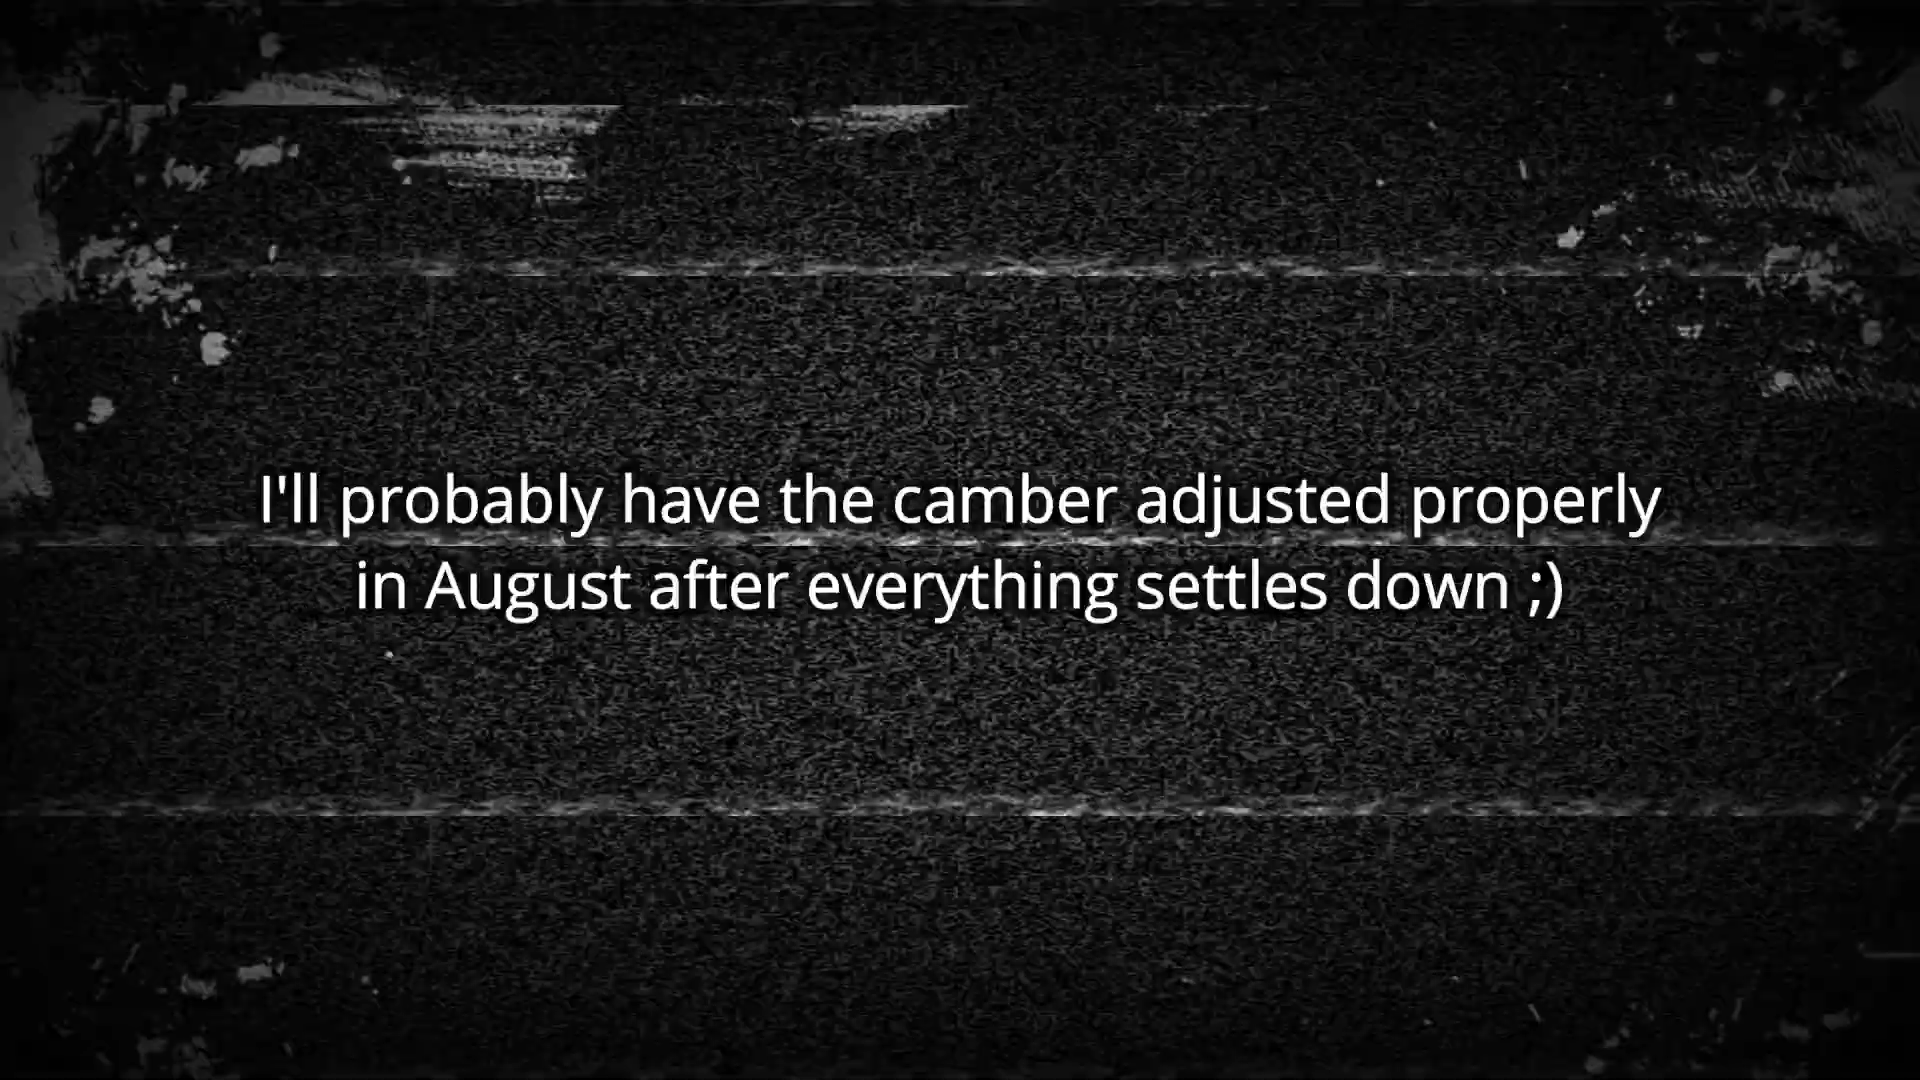 I'll probably have the camber adjusted properly
in August after everything settles down ;)